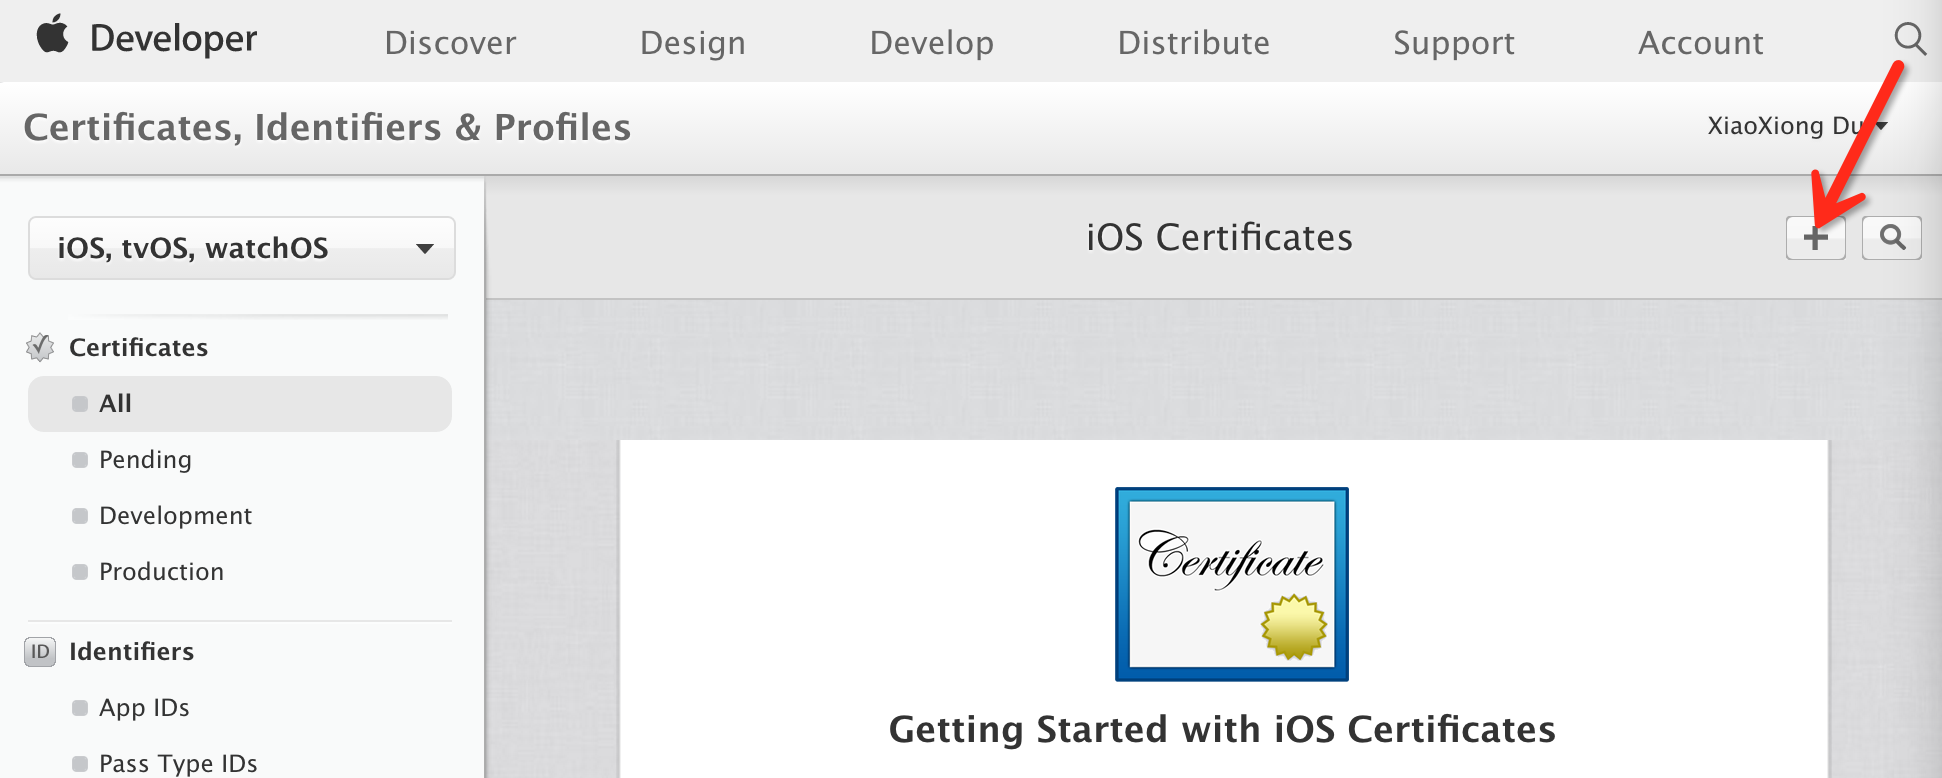 Developer
Discover
Design
Develop
Distribute
Support
Account
Certificates, Identifiers & Profiles
XiaoXiong Du
iOS, tvOS, watchOS
iOS Certificates
Certificates
All
Pending
Development
Production
ID Identifiers
App IDs
Pass Type IDs
Certificate
Getting Started with iOS Certificates